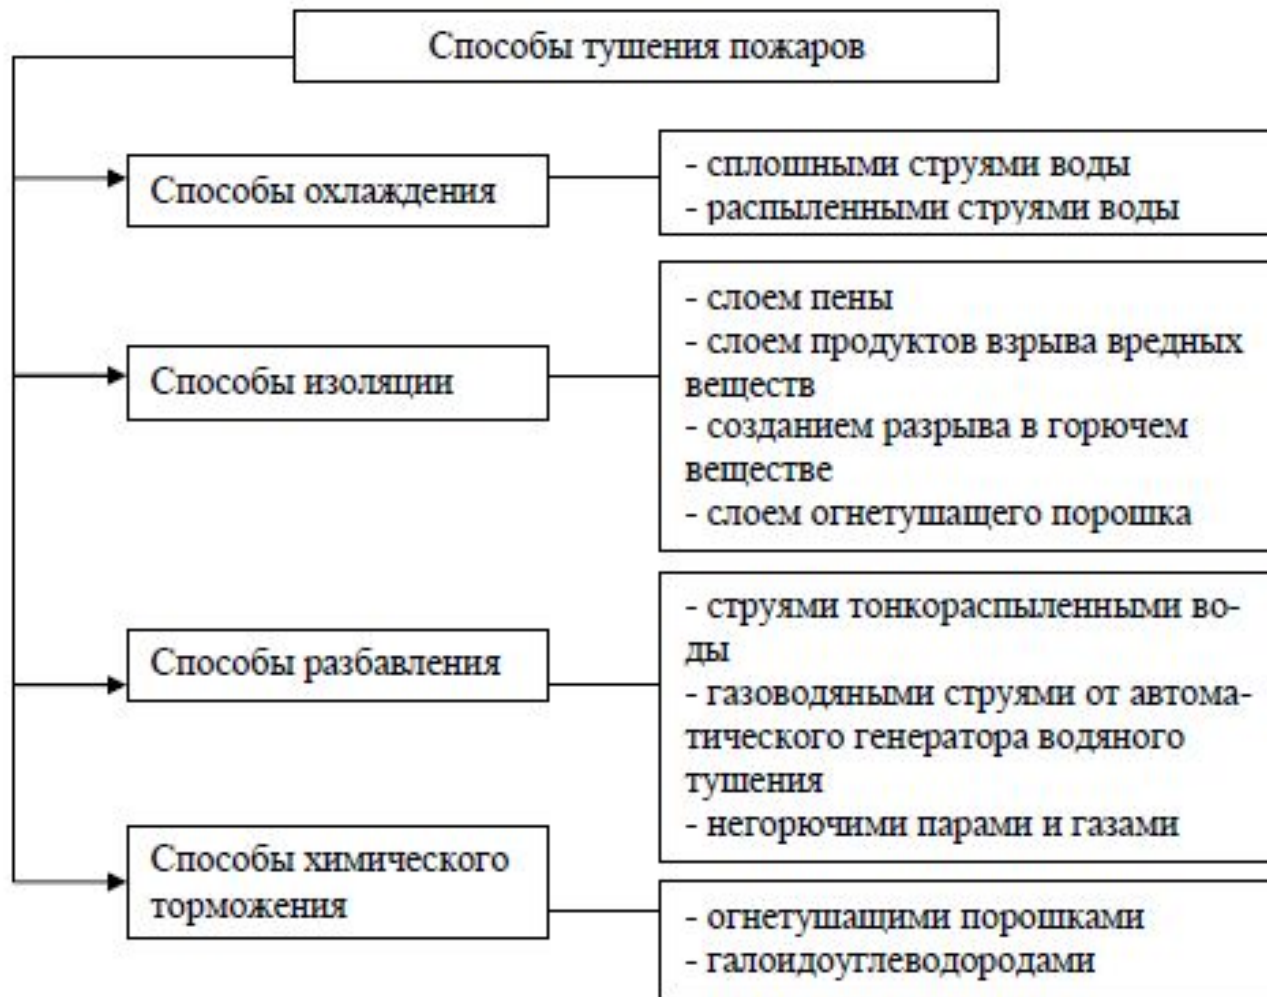 Способы тушения пожаров
Способы охлаждения
- сплошными струями воды
- распыленными струями воды
Способы изоляции
- слоем пены
- слоем продуктов взрыва вредных
веществ
- созданием разрыва в горючем
веществе
- слоем огнетушащего порошка
Способы разбавления
- струями тонкораспыленными во-
ды
- газоводяными струями от автома-
тического генератора водяного
тушения
- негорючими парами и газами
Способы химического
торможения
- огнетушащими порошками
- галоидоуглеводородами